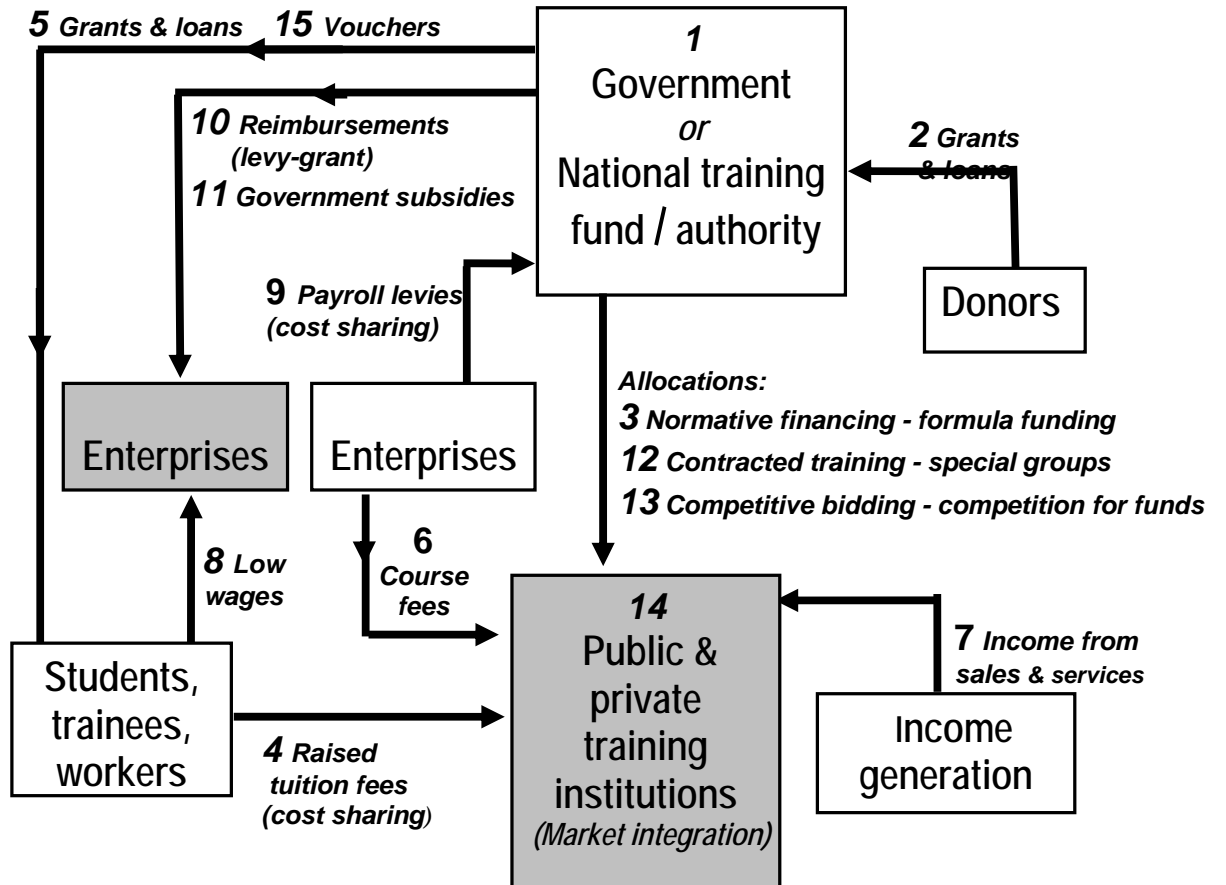 5 Grants & loans 15 Vouchers
1
Government
or
National training
fund / authority
10 Reimbursements
(levy-grant)
11 Government subsidies
2 Grants
& loans
9 Payroll levies
(cost sharing)
Donors
Allocations:
3 Normative financing - formula funding
12 Contracted training - special groups
13 Competitive bidding - competition for funds
Enterprises
Enterprises
8 Low
wages
6
Course
fees
14
Public &
private
training
institutions
(Market integration)
7 Income from
sales & services
Students,
trainees,
workers
4 Raised
tuition fees
(cost sharing)
Income
generation